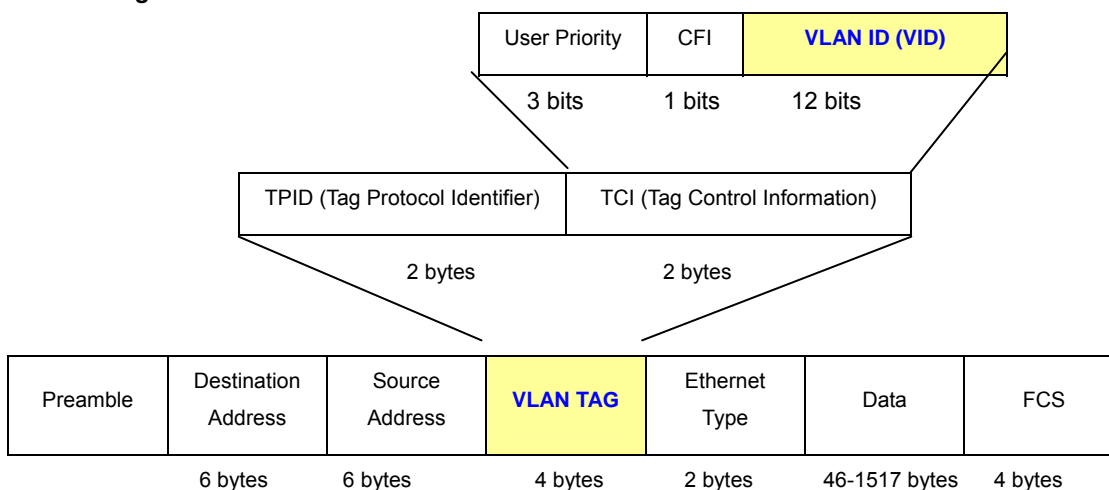 User Priority CFI VLAN ID (VID)
3 bits 1 bits 12 bits
TPID (Tag Protocol Identifier) TCI (Tag Control Information)
2 bytes 2 bytes
Preamble Destination Address Source Address VLAN TAG Ethernet Type Data FCS
6 bytes 6 bytes 4 bytes 2 bytes 46-1517 bytes 4 bytes